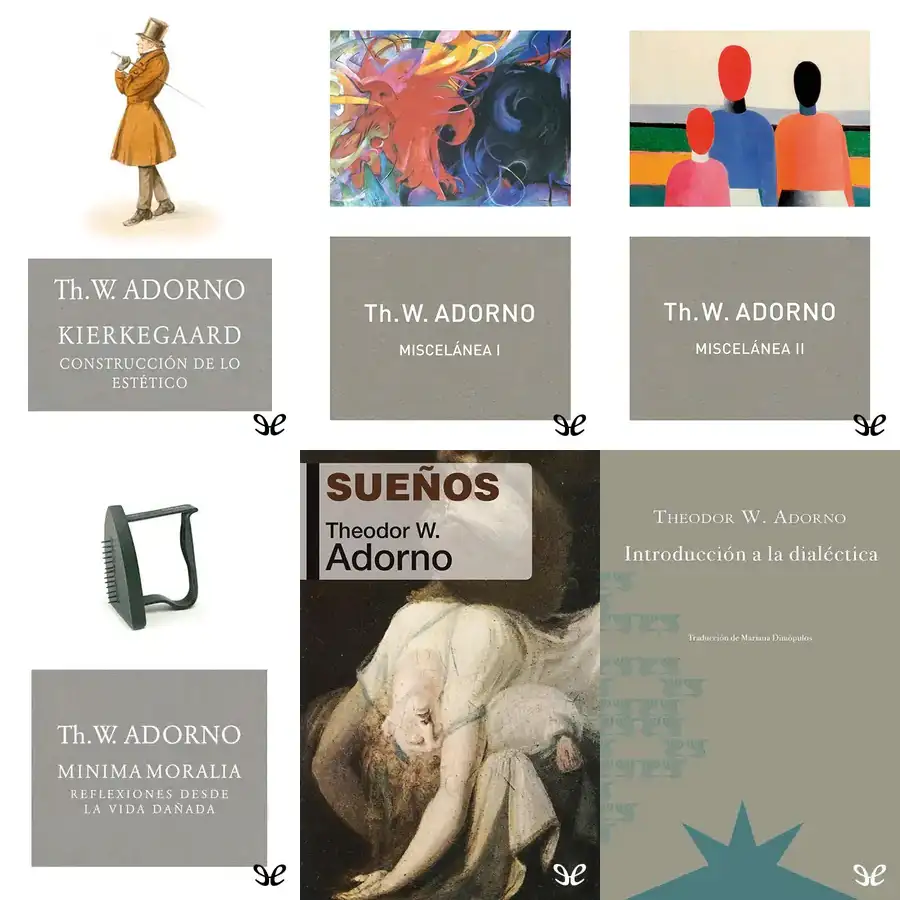 Th.W. ADORNO
KIERKEGAARD
CONSTRUCCIÓN DE LO
ESTÉTICO
Th.W. ADORNO
MISCELÁNEA I
Th.W. ADORNO
MISCELÁNEA II
Th.W. ADORNO
MINIMA MORALIA
REFLEXIONES DESDE
LA VIDA DAÑADA
SUEÑOS
Theodor W.
Adorno
Theodor W. Adorno
Introducción a la dialéctica
Traducción de Mariana Dimópulos